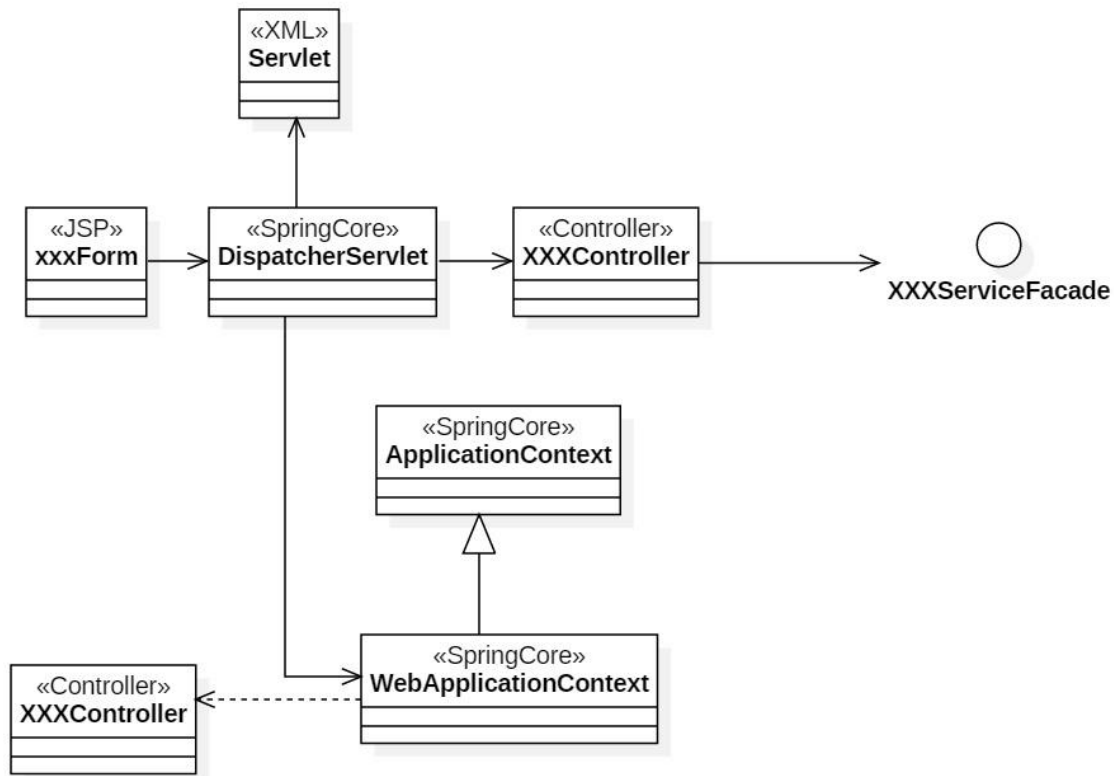 «XML»
Servlet
«JSP»
xxxForm
«SpringCore»
DispatcherServlet
«Controller»
XXXController
XXXServiceFacade
«SpringCore»
ApplicationContext
«SpringCore»
WebApplicationContext
«Controller»
XXXController